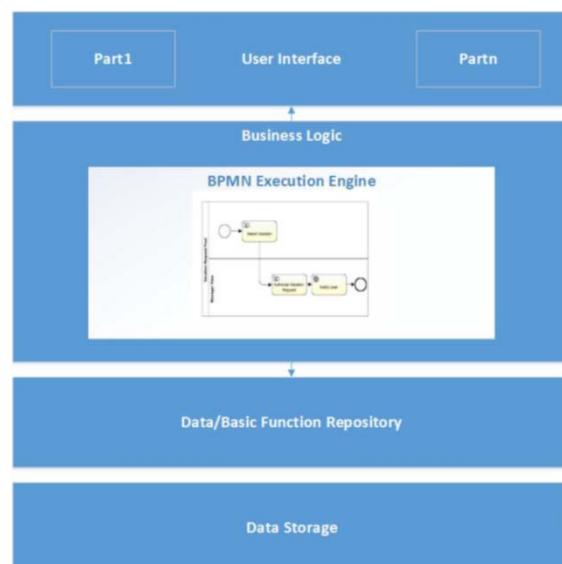 Part1
User Interface
Partn
Business Logic
BPMN Execution Engine
Data/Basic Function Repository
Data Storage